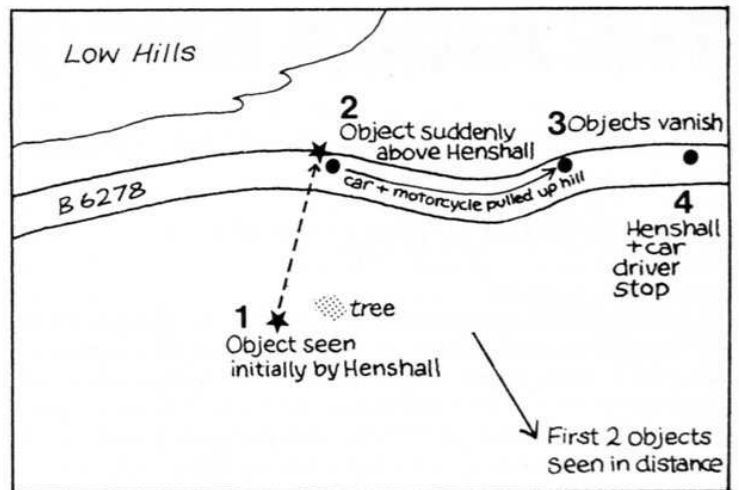 Low Hills
2
Object suddenly
above Henshall
3 Objects vanish
car + motorcycle pulled up hill
B 6278
4
Henshall
+ car
driver
stop
1
tree
Object seen
initially by Henshall
First 2 objects
seen in distance